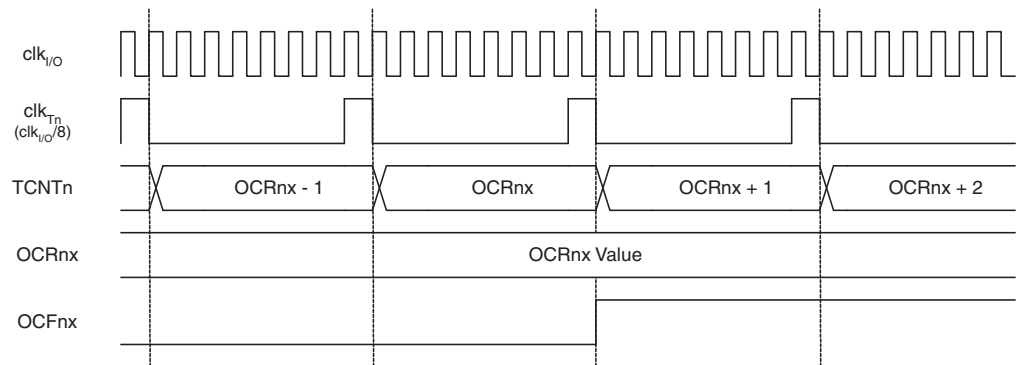 clkI/O
clkTn
(clkI/O/8)
TCNTn OCRnx - 1 OCRnx OCRnx + 1 OCRnx + 2
OCRnx OCRnx Value
OCFnx